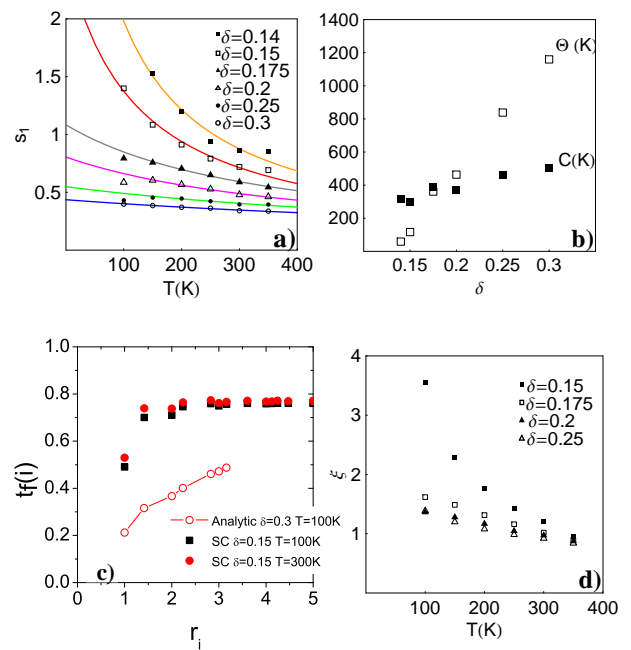 2
1.5
1
0.5
s₁
δ=0.14
δ=0.15
δ=0.175
δ=0.2
δ=0.25
δ=0.3
a)
100 200 300 400
T(K)
1400
1200
1000
800
600
400
200
Θ (K)
C(K)
b)
0.15 0.2 0.25 0.3
δ
1.0
0.8
0.6
0.4
0.2
0.0
tf(i)
Analytic δ=0.3 T=100K
SC δ=0.15 T=100K
SC δ=0.15 T=300K
c)
0 1 2 3 4 5
rᵢ
4
3
2
1
ξ
δ=0.15
δ=0.175
δ=0.2
δ=0.25
d)
100 200 300 400
T(K)